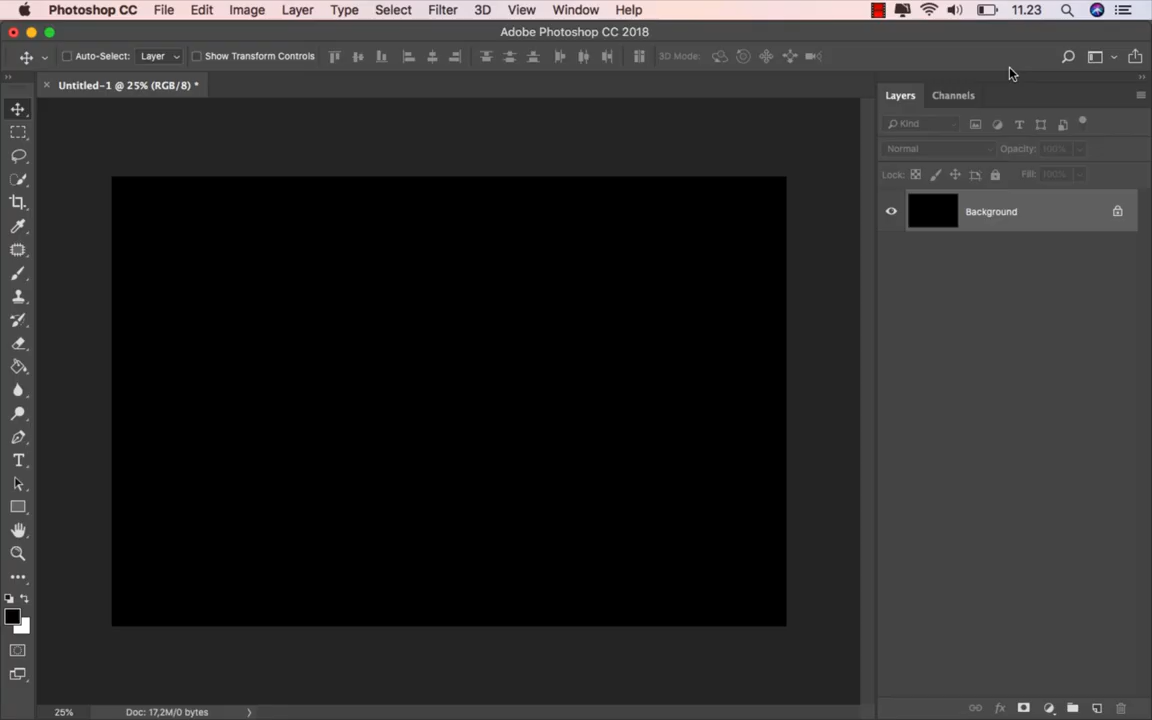 Photoshop CC File Edit Image Layer Type Select Filter 3D View Window Help 11.23
Adobe Photoshop CC 2018
Auto-Select: Layer Show Transform Controls 3D Mode:
Untitled-1 @ 25% (RGB/8) *
Layers Channels
Kind
Normal Opacity: 100%
Lock: Fill: 100%
Background
25% Doc: 17,2M/0 bytes